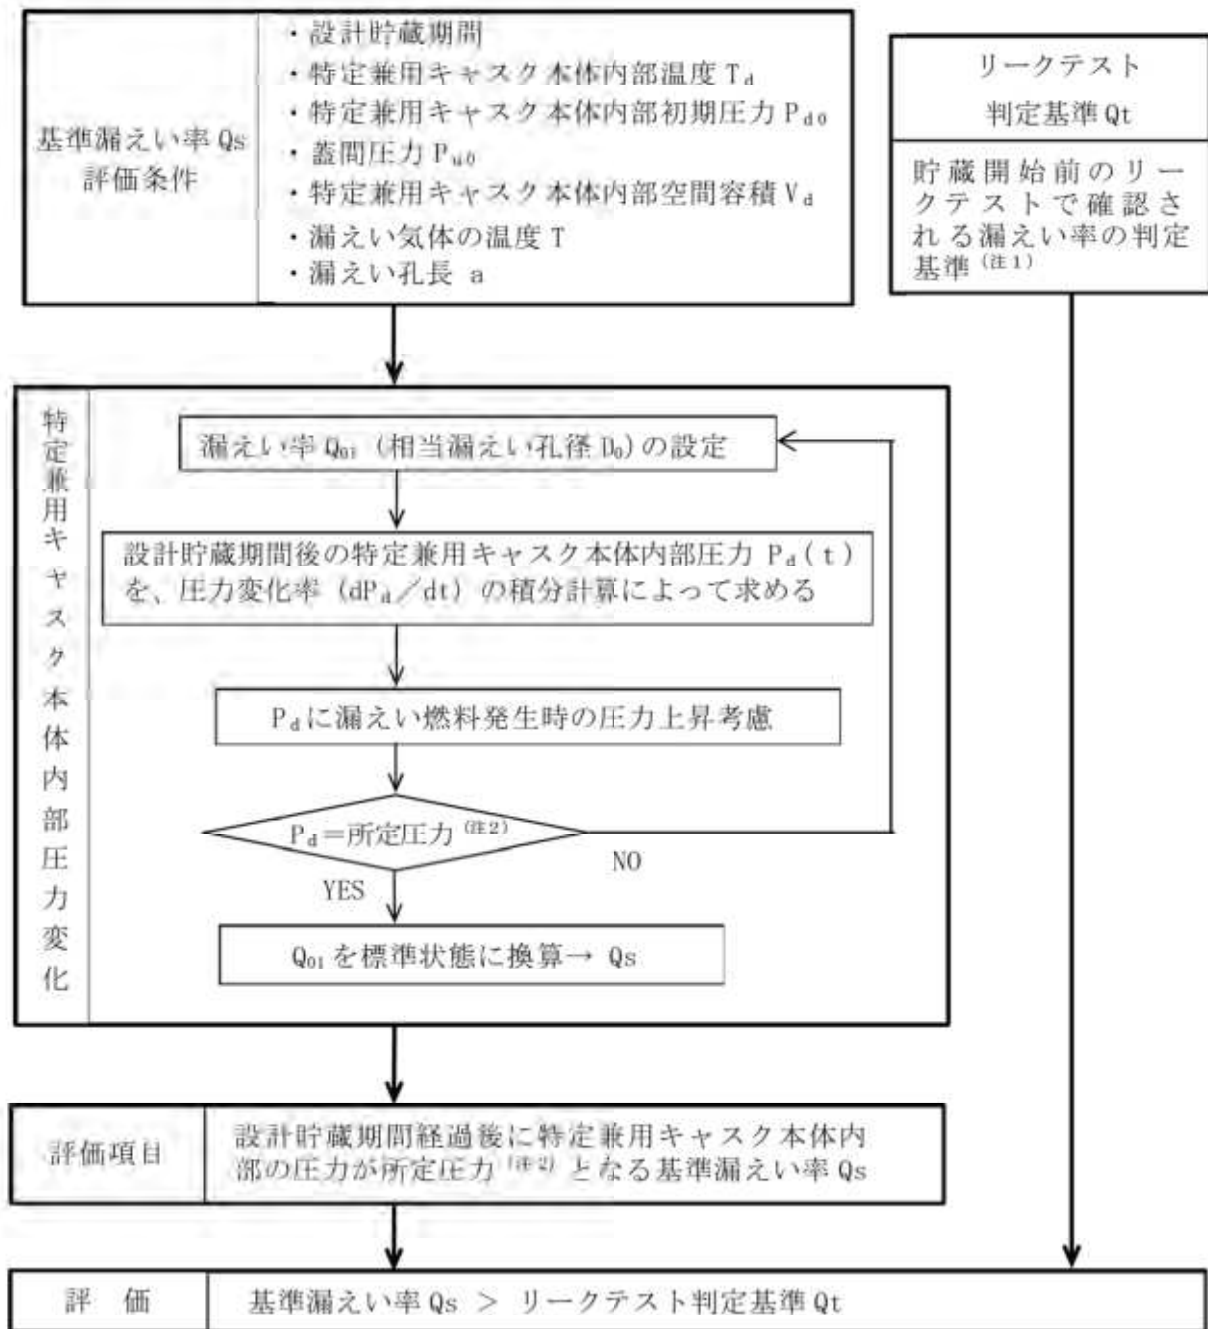 基準漏えい率 Qs
評価条件
・設計貯蔵期間
・特定兼用キャスク本体内部温度 Td
・特定兼用キャスク本体内部初期圧力 Pd0
・蓋間圧力 Pu0
・特定兼用キャスク本体内部空間容積 Vd
・漏えい気体の温度 T
・漏えい孔長 a
リークテスト
判定基準 Qt
貯蔵開始前のリー
クテストで確認さ
れる漏えい率の判定
基準(注1)
特定兼用キャスク本体内部圧力変化
漏えい率 Q01 (相当漏えい孔径 D0) の設定
設計貯蔵期間後の特定兼用キャスク本体内部圧力 Pd(t)
を、圧力変化率 (dPd／dt) の積分計算によって求める
Pdに漏えい燃料発生時の圧力上昇考慮
Pd＝所定圧力(注2)
NO
YES
Q01を標準状態に換算→ Qs
評価項目
設計貯蔵期間経過後に特定兼用キャスク本体内
部の圧力が所定圧力(注2)となる基準漏えい率 Qs
評　価
基準漏えい率 Qs ＞ リークテスト判定基準 Qt